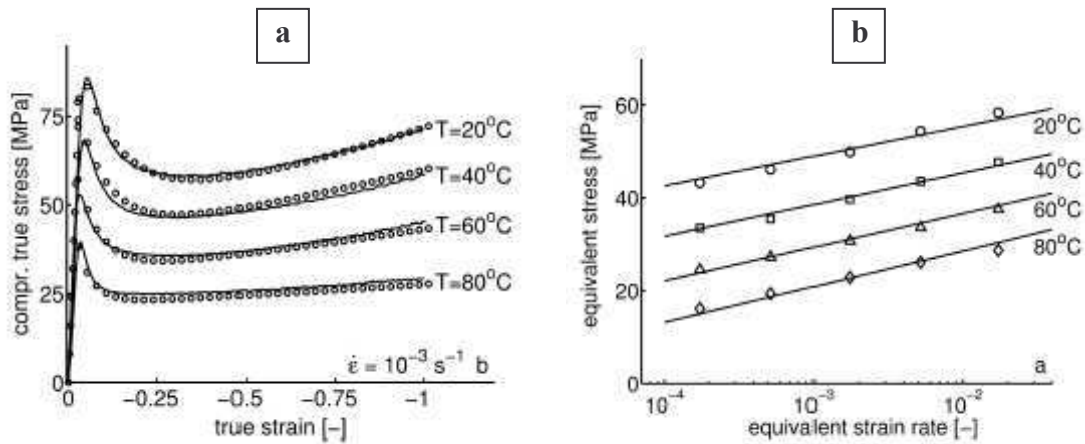 a
b
compr. true stress [MPa]
75
50
25
0
T=20°C
T=40°C
T=60°C
T=80°C
ε̇ = 10⁻³ s⁻¹ b
0
−0.25
−0.5
−0.75
−1
true strain [−]
equivalent stress [MPa]
60
40
20
0
20°C
40°C
60°C
80°C
a
10⁻⁴
10⁻³
10⁻²
equivalent strain rate [−]